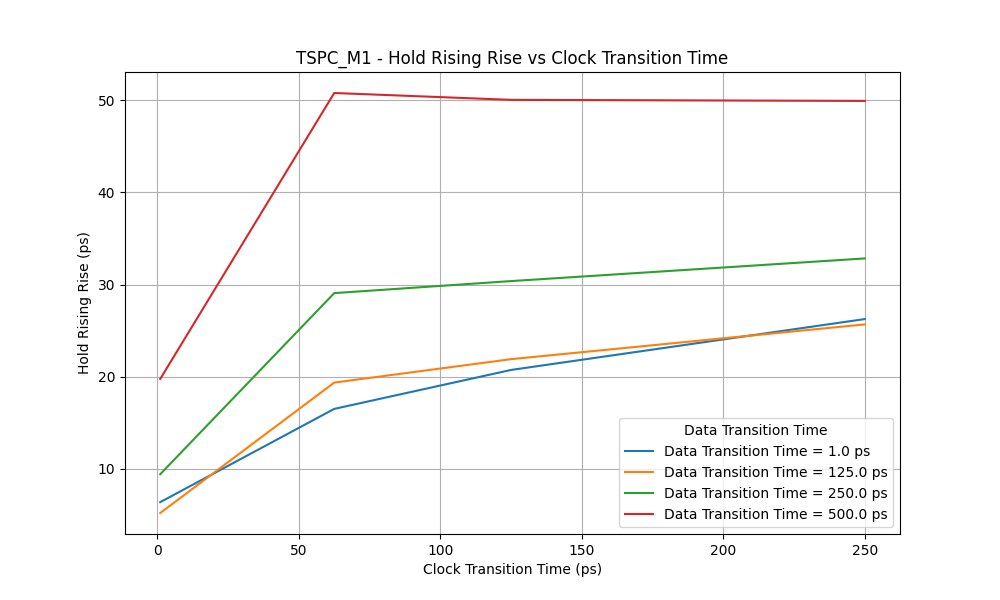 TSPC_M1 - Hold Rising Rise vs Clock Transition Time
50
40
30
20
10
Hold Rising Rise (ps)
Data Transition Time
Data Transition Time = 1.0 ps
Data Transition Time = 125.0 ps
Data Transition Time = 250.0 ps
Data Transition Time = 500.0 ps
0
50
100
150
200
250
Clock Transition Time (ps)